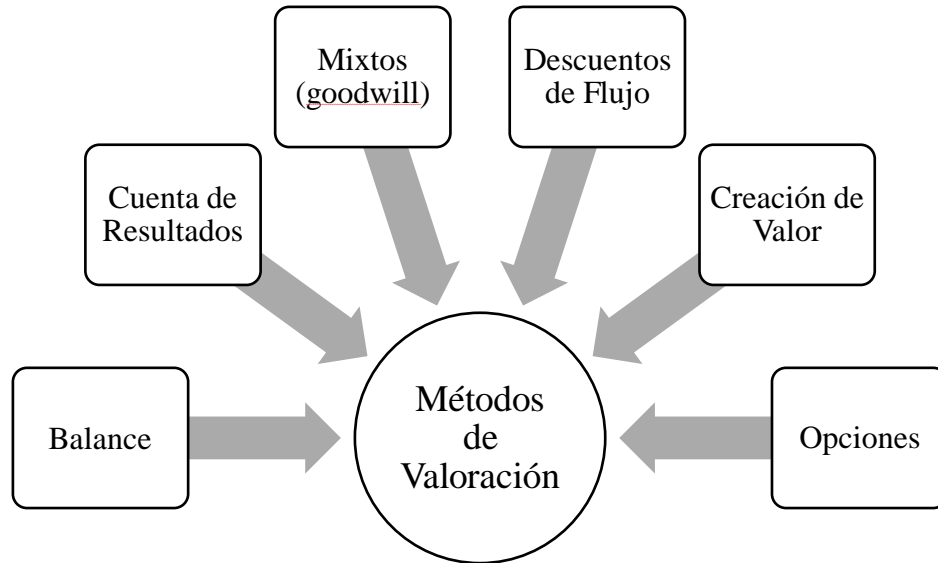 Mixtos
(goodwill)
Descuentos
de Flujo
Cuenta de
Resultados
Creación de
Valor
Balance
Métodos
de
Valoración
Opciones